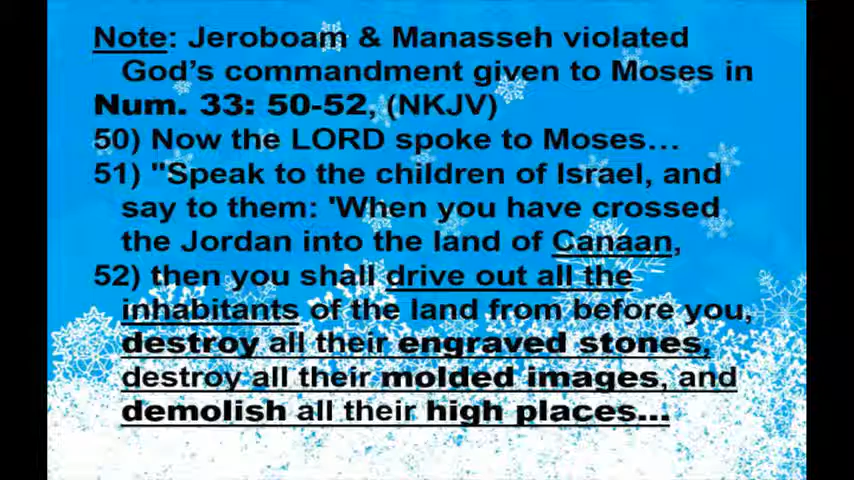 Note: Jeroboam & Manasseh violated
God's commandment given to Moses in
Num. 33: 50-52, (NKJV)
50) Now the LORD spoke to Moses...
51) "Speak to the children of Israel, and
say to them: 'When you have crossed
the Jordan into the land of Canaan,
52) then you shall drive out all the
inhabitants of the land from before you,
destroy all their engraved stones,
destroy all their molded images, and
demolish all their high places...